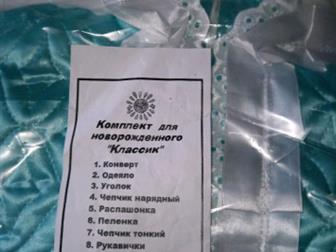 Комплект для
новорожденного
"Классик"
1. Конверт
2. Одеяло
3. Уголок
4. Чепчик нарядный
5. Распашонка
6. Пеленка
7. Чепчик тонкий
8. Рукавички